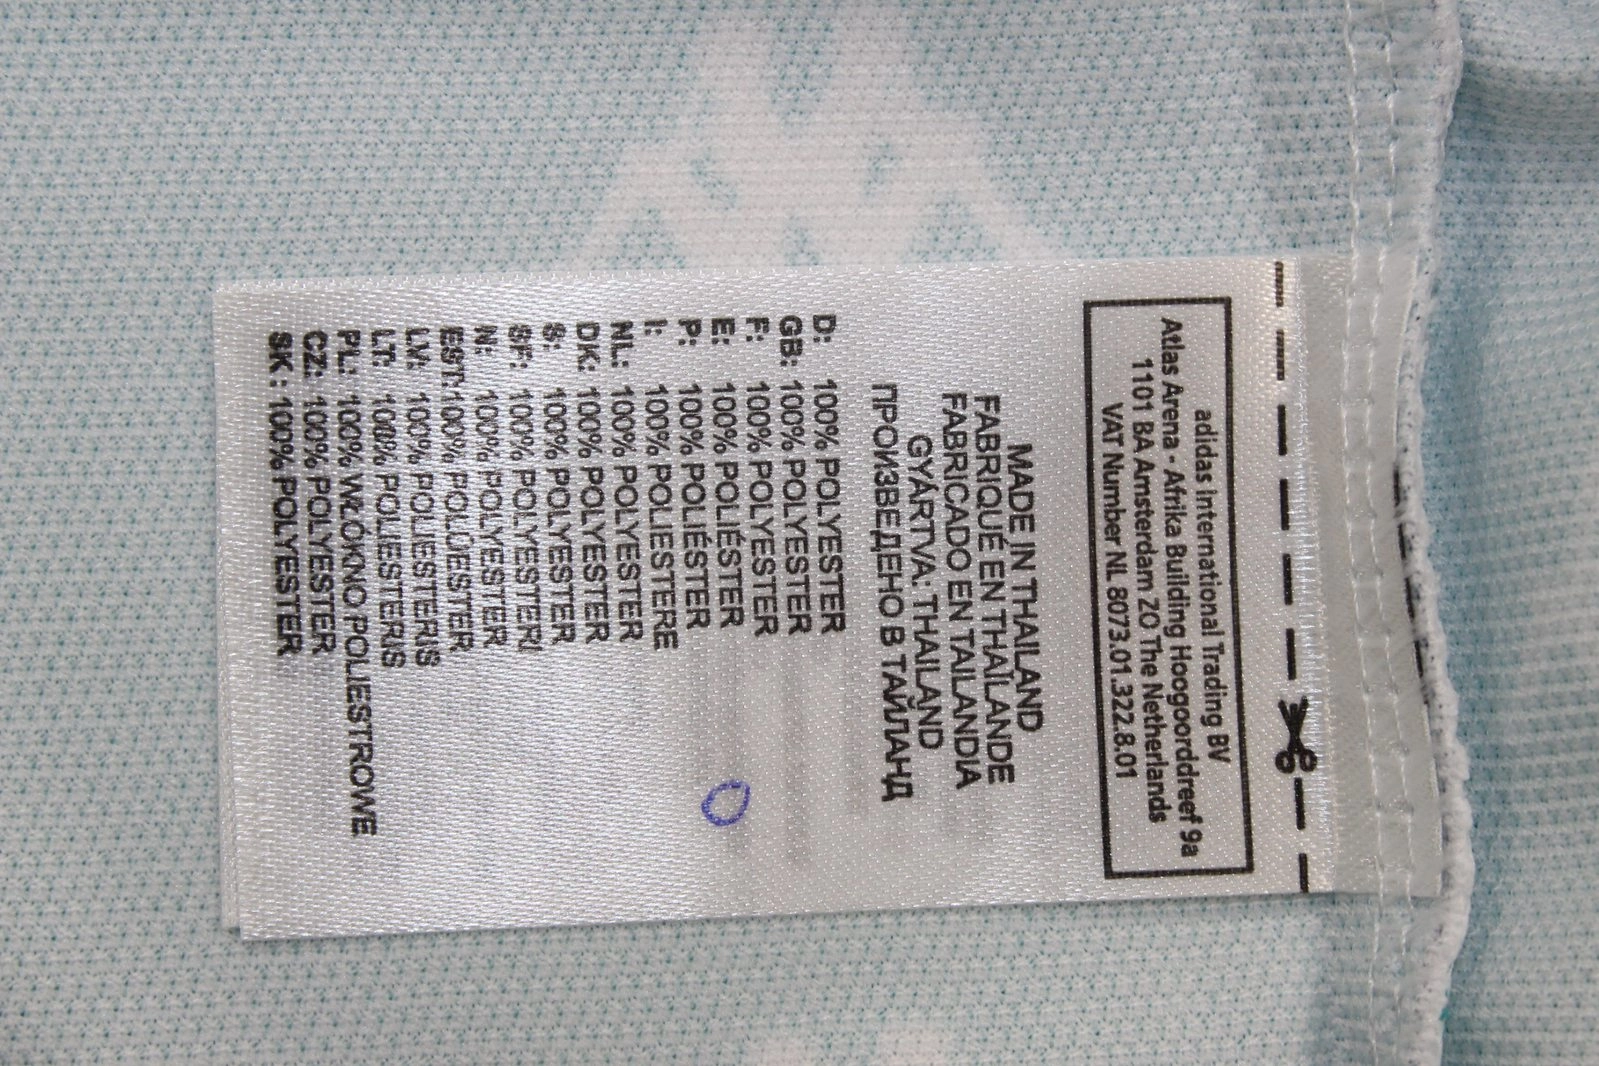 adidas International Trading BV
Atlas Arena - Afrika Building Hoogoorddreef 9a
1101 BA Amsterdam ZO The Netherlands
VAT Number NL 8073.01.322.8.01
MADE IN THAILAND
FABRIQUÉ EN THAÏLANDE
FABRICADO EN TAILANDIA
GYÁRTVA: THAILAND
ПРОИЗВЕДЕНО В ТАЙЛАНД
D: 100% POLYESTER
GB: 100% POLYESTER
F: 100% POLYESTER
E: 100% POLIÉSTER
P: 100% POLIÉSTER
I: 100% POLIESTERE
NL: 100% POLYESTER
DK: 100% POLYESTER
S: 100% POLYESTER
SF: 100% POLYESTERI
N: 100% POLYESTER
EST: 100% POLÜESTER
LV: 100% POLIESTERIS
LT: 100% POLIESTERIS
PL: 100% WŁÓKNO POLIESTROWE
CZ: 100% POLYESTER
SK: 100% POLYESTER